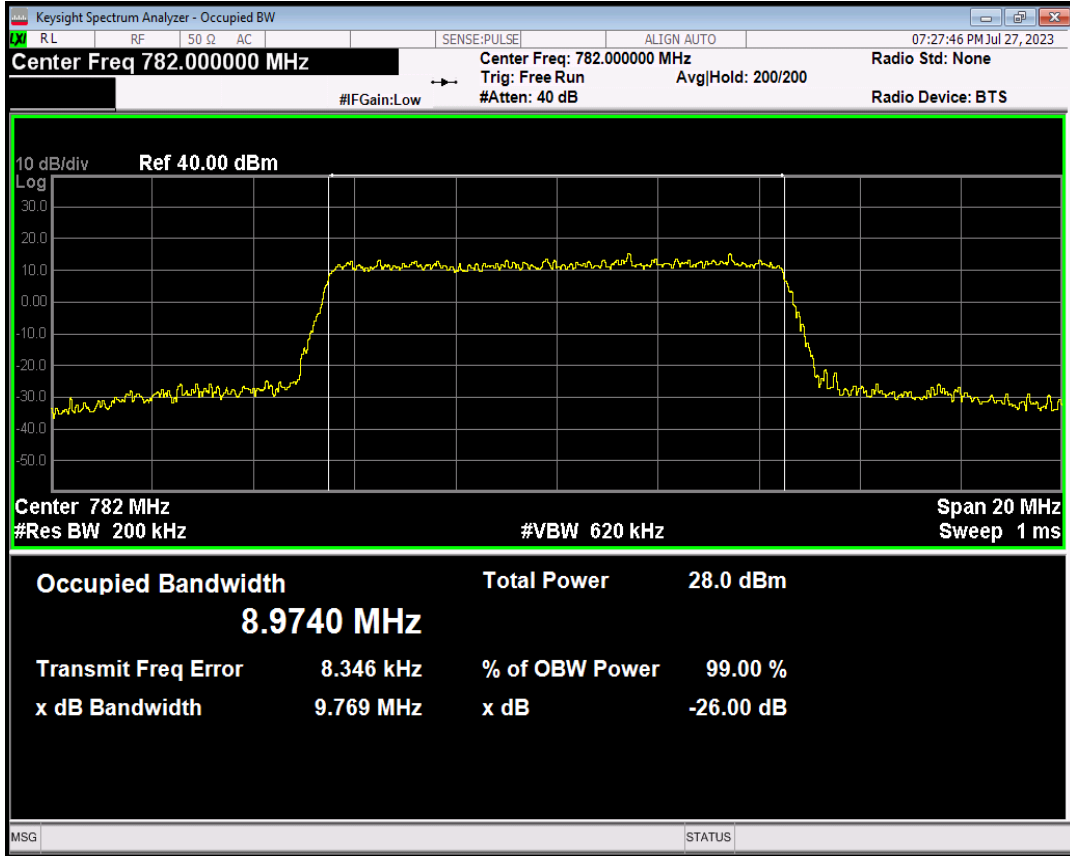 Keysight Spectrum Analyzer - Occupied BW
LXI RL RF 50 Ω AC SENSE:PULSE ALIGN AUTO 07:27:46 PM Jul 27, 2023
Center Freq 782.000000 MHz
Center Freq: 782.000000 MHz Radio Std: None
Trig: Free Run Avg|Hold: 200/200
#IFGain:Low #Atten: 40 dB Radio Device: BTS
10 dB/div Ref 40.00 dBm
Log
30.0
20.0
10.0
0.00
-10.0
-20.0
-30.0
-40.0
-50.0
Center 782 MHz Span 20 MHz
#Res BW 200 kHz #VBW 620 kHz Sweep 1 ms
Occupied Bandwidth Total Power 28.0 dBm
8.9740 MHz
Transmit Freq Error 8.346 kHz % of OBW Power 99.00 %
x dB Bandwidth 9.769 MHz x dB -26.00 dB
MSG STATUS